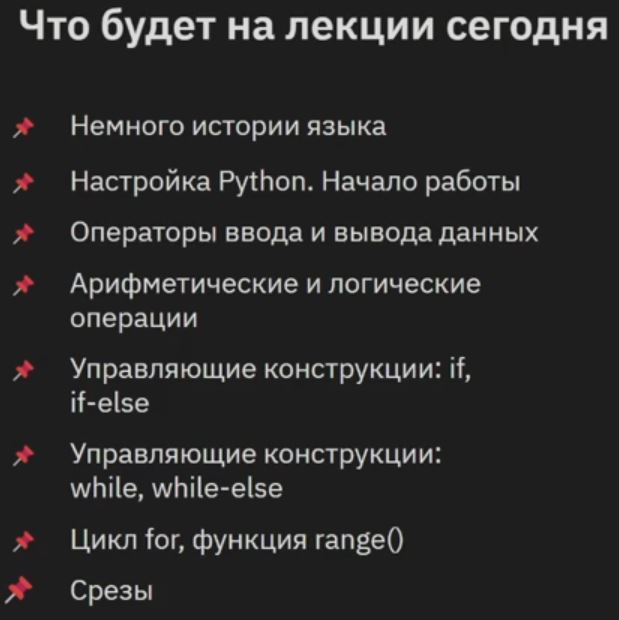 Что будет на лекции сегодня
Немного истории языка
Настройка Python. Начало работы
Операторы ввода и вывода данных
Арифметические и логические
операции
Управляющие конструкции: if,
if-else
Управляющие конструкции:
while, while-else
Цикл for, функция range()
Срезы